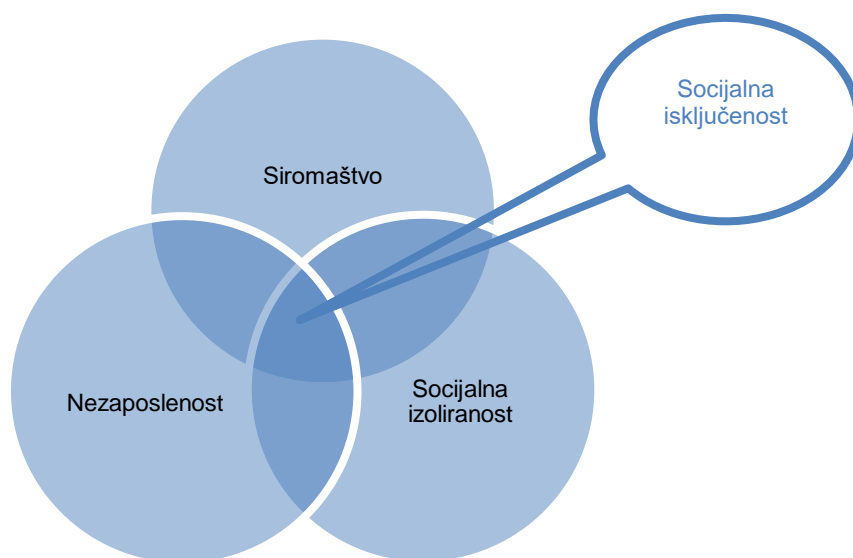 Socijalna
isključenost
Siromaštvo
Nezaposlenost
Socijalna
izoliranost